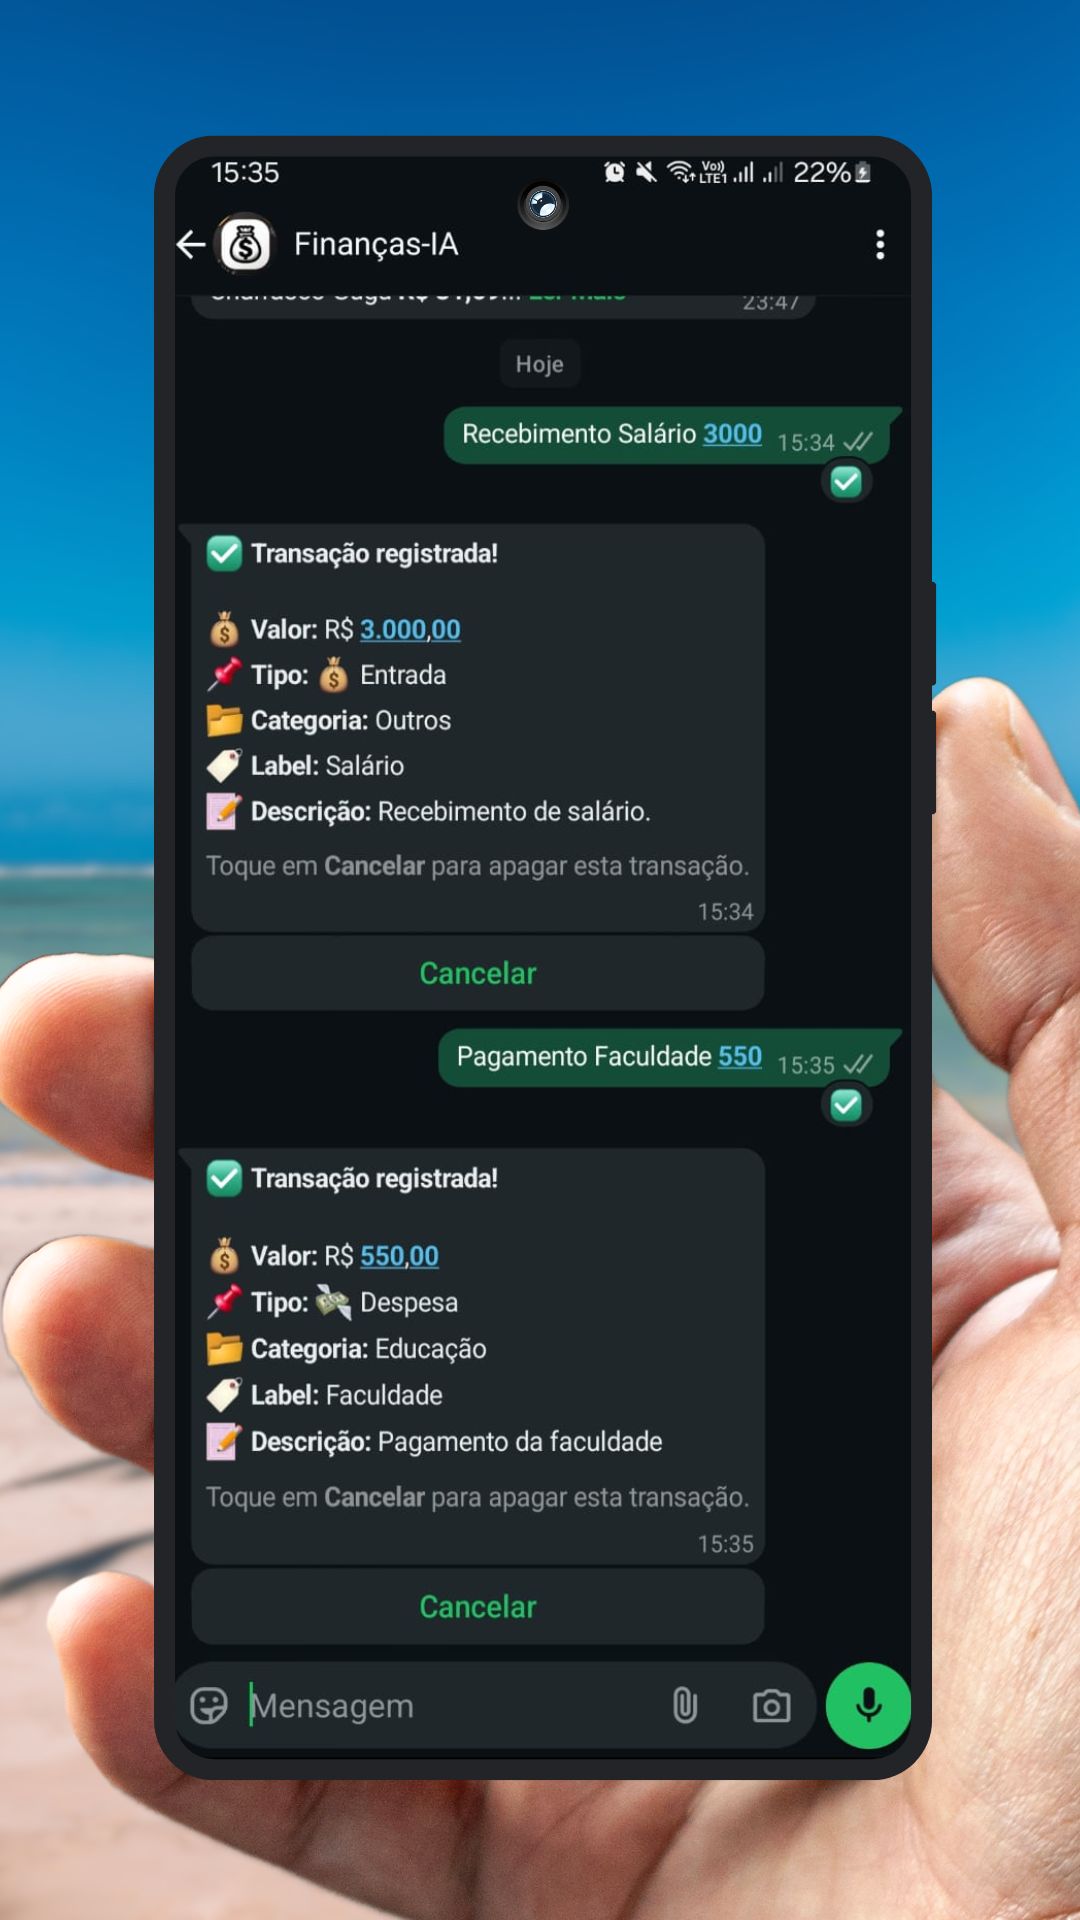 15:35
Vo))
LTE1
22%
Finanças-IA
23:47
Hoje
Recebimento Salário 3000 15:34
✅ Transação registrada!
💰 Valor: R$ 3.000,00
📌 Tipo: 💰 Entrada
📂 Categoria: Outros
🏷️ Label: Salário
📝 Descrição: Recebimento de salário.
Toque em Cancelar para apagar esta transação.
15:34
Cancelar
Pagamento Faculdade 550 15:35
✅ Transação registrada!
💰 Valor: R$ 550,00
📌 Tipo: 💸 Despesa
📂 Categoria: Educação
🏷️ Label: Faculdade
📝 Descrição: Pagamento da faculdade
Toque em Cancelar para apagar esta transação.
15:35
Cancelar
Mensagem